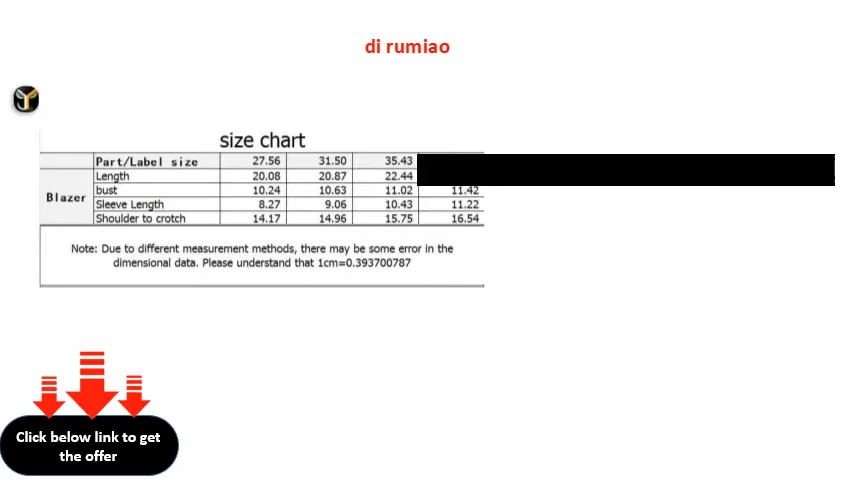 di rumiao
size chart
Part/Label size 27.56 31.50 35.43
Length 20.08 20.87 22.44
Blazer
bust 10.24 10.63 11.02 11.42
Sleeve Length 8.27 9.06 10.43 11.22
Shoulder to crotch 14.17 14.96 15.75 16.54
Note: Due to different measurement methods, there may be some error in the
dimensional data. Please understand that 1cm=0.393700787
Click below link to get
the offer